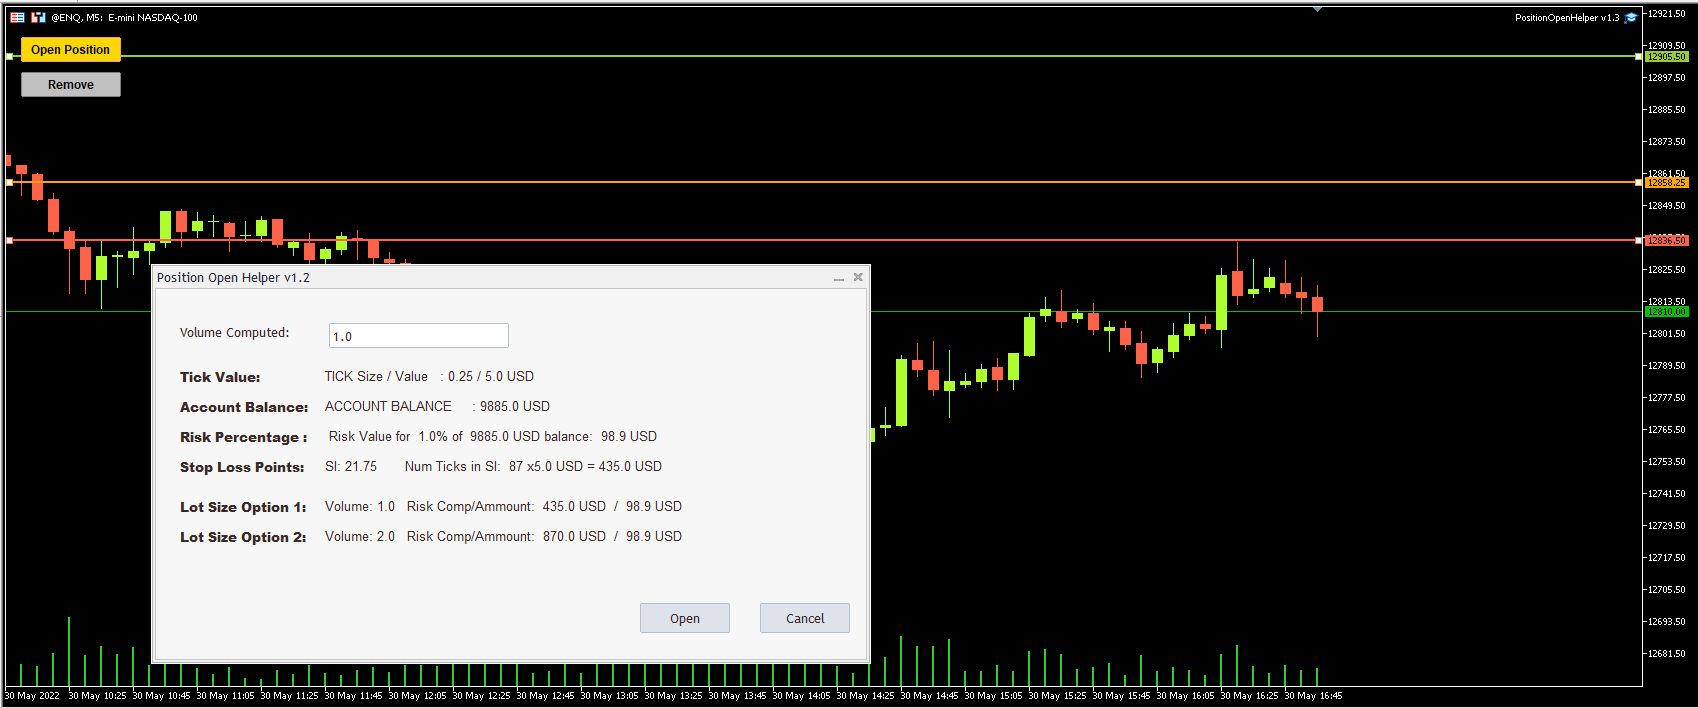 @ENQ, M5: E-mini NASDAQ-100
PositionOpenHelper v1.3
Open Position
Remove
12921.50
12909.50
12905.50
12897.50
12885.50
12873.50
12861.50
12858.25
12849.50
12836.50
12825.50
12813.50
12810.00
12801.50
12789.50
12777.50
12765.50
12753.50
12741.50
12729.50
12717.50
12705.50
12693.50
12681.50
Position Open Helper v1.2
Volume Computed: 1.0
Tick Value: TICK Size / Value : 0.25 / 5.0 USD
Account Balance: ACCOUNT BALANCE : 9885.0 USD
Risk Percentage : Risk Value for 1.0% of 9885.0 USD balance: 98.9 USD
Stop Loss Points: Sl: 21.75 Num Ticks in Sl: 87 x5.0 USD = 435.0 USD
Lot Size Option 1: Volume: 1.0 Risk Comp/Ammount: 435.0 USD / 98.9 USD
Lot Size Option 2: Volume: 2.0 Risk Comp/Ammount: 870.0 USD / 98.9 USD
Open Cancel
30 May 2022 30 May 10:25 30 May 10:45 30 May 11:05 30 May 11:25 30 May 11:45 30 May 12:05 30 May 12:25 30 May 12:45 30 May 13:05 30 May 13:25 30 May 13:45 30 May 14:05 30 May 14:25 30 May 14:45 30 May 15:05 30 May 15:25 30 May 15:45 30 May 16:05 30 May 16:25 30 May 16:45